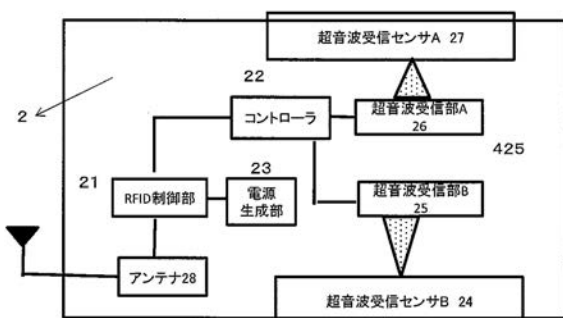 超音波受信センサA 27
22
2
コントローラ
超音波受信部A
26
425
21
23
RFID制御部
電源
生成部
超音波受信部B
25
アンテナ28
超音波受信センサB 24